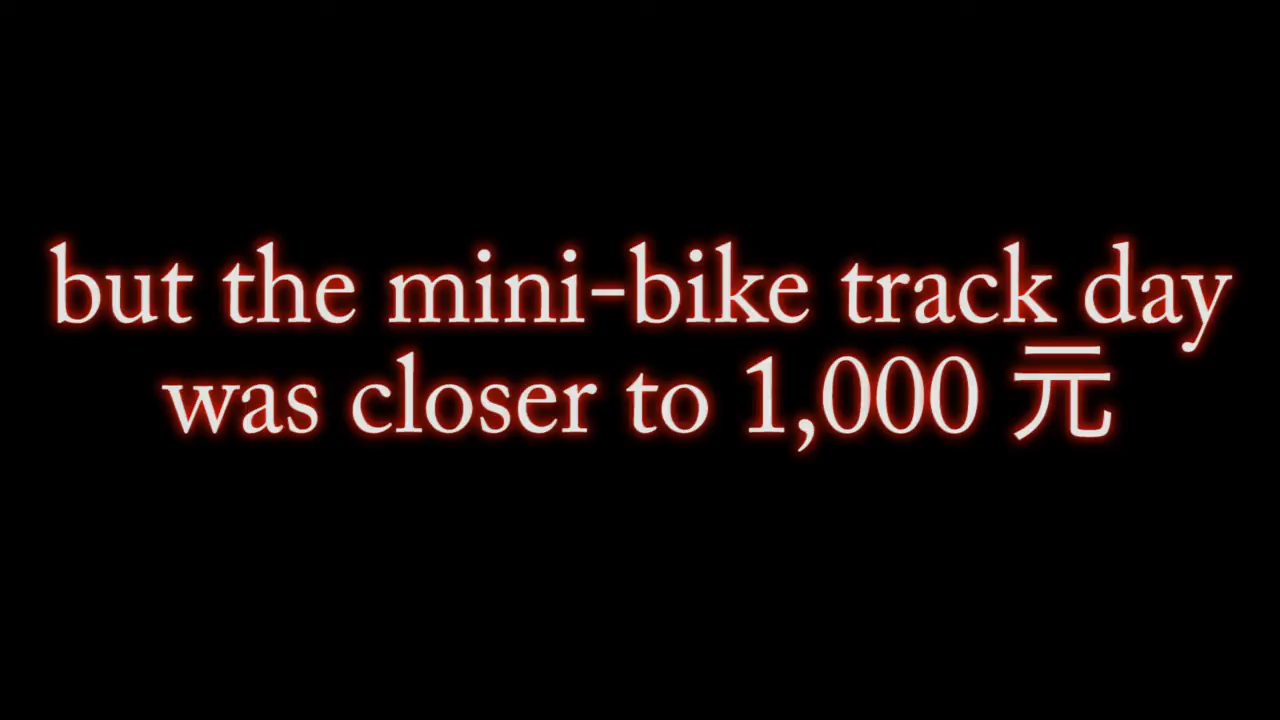 but the mini-bike track day
was closer to 1,000 元